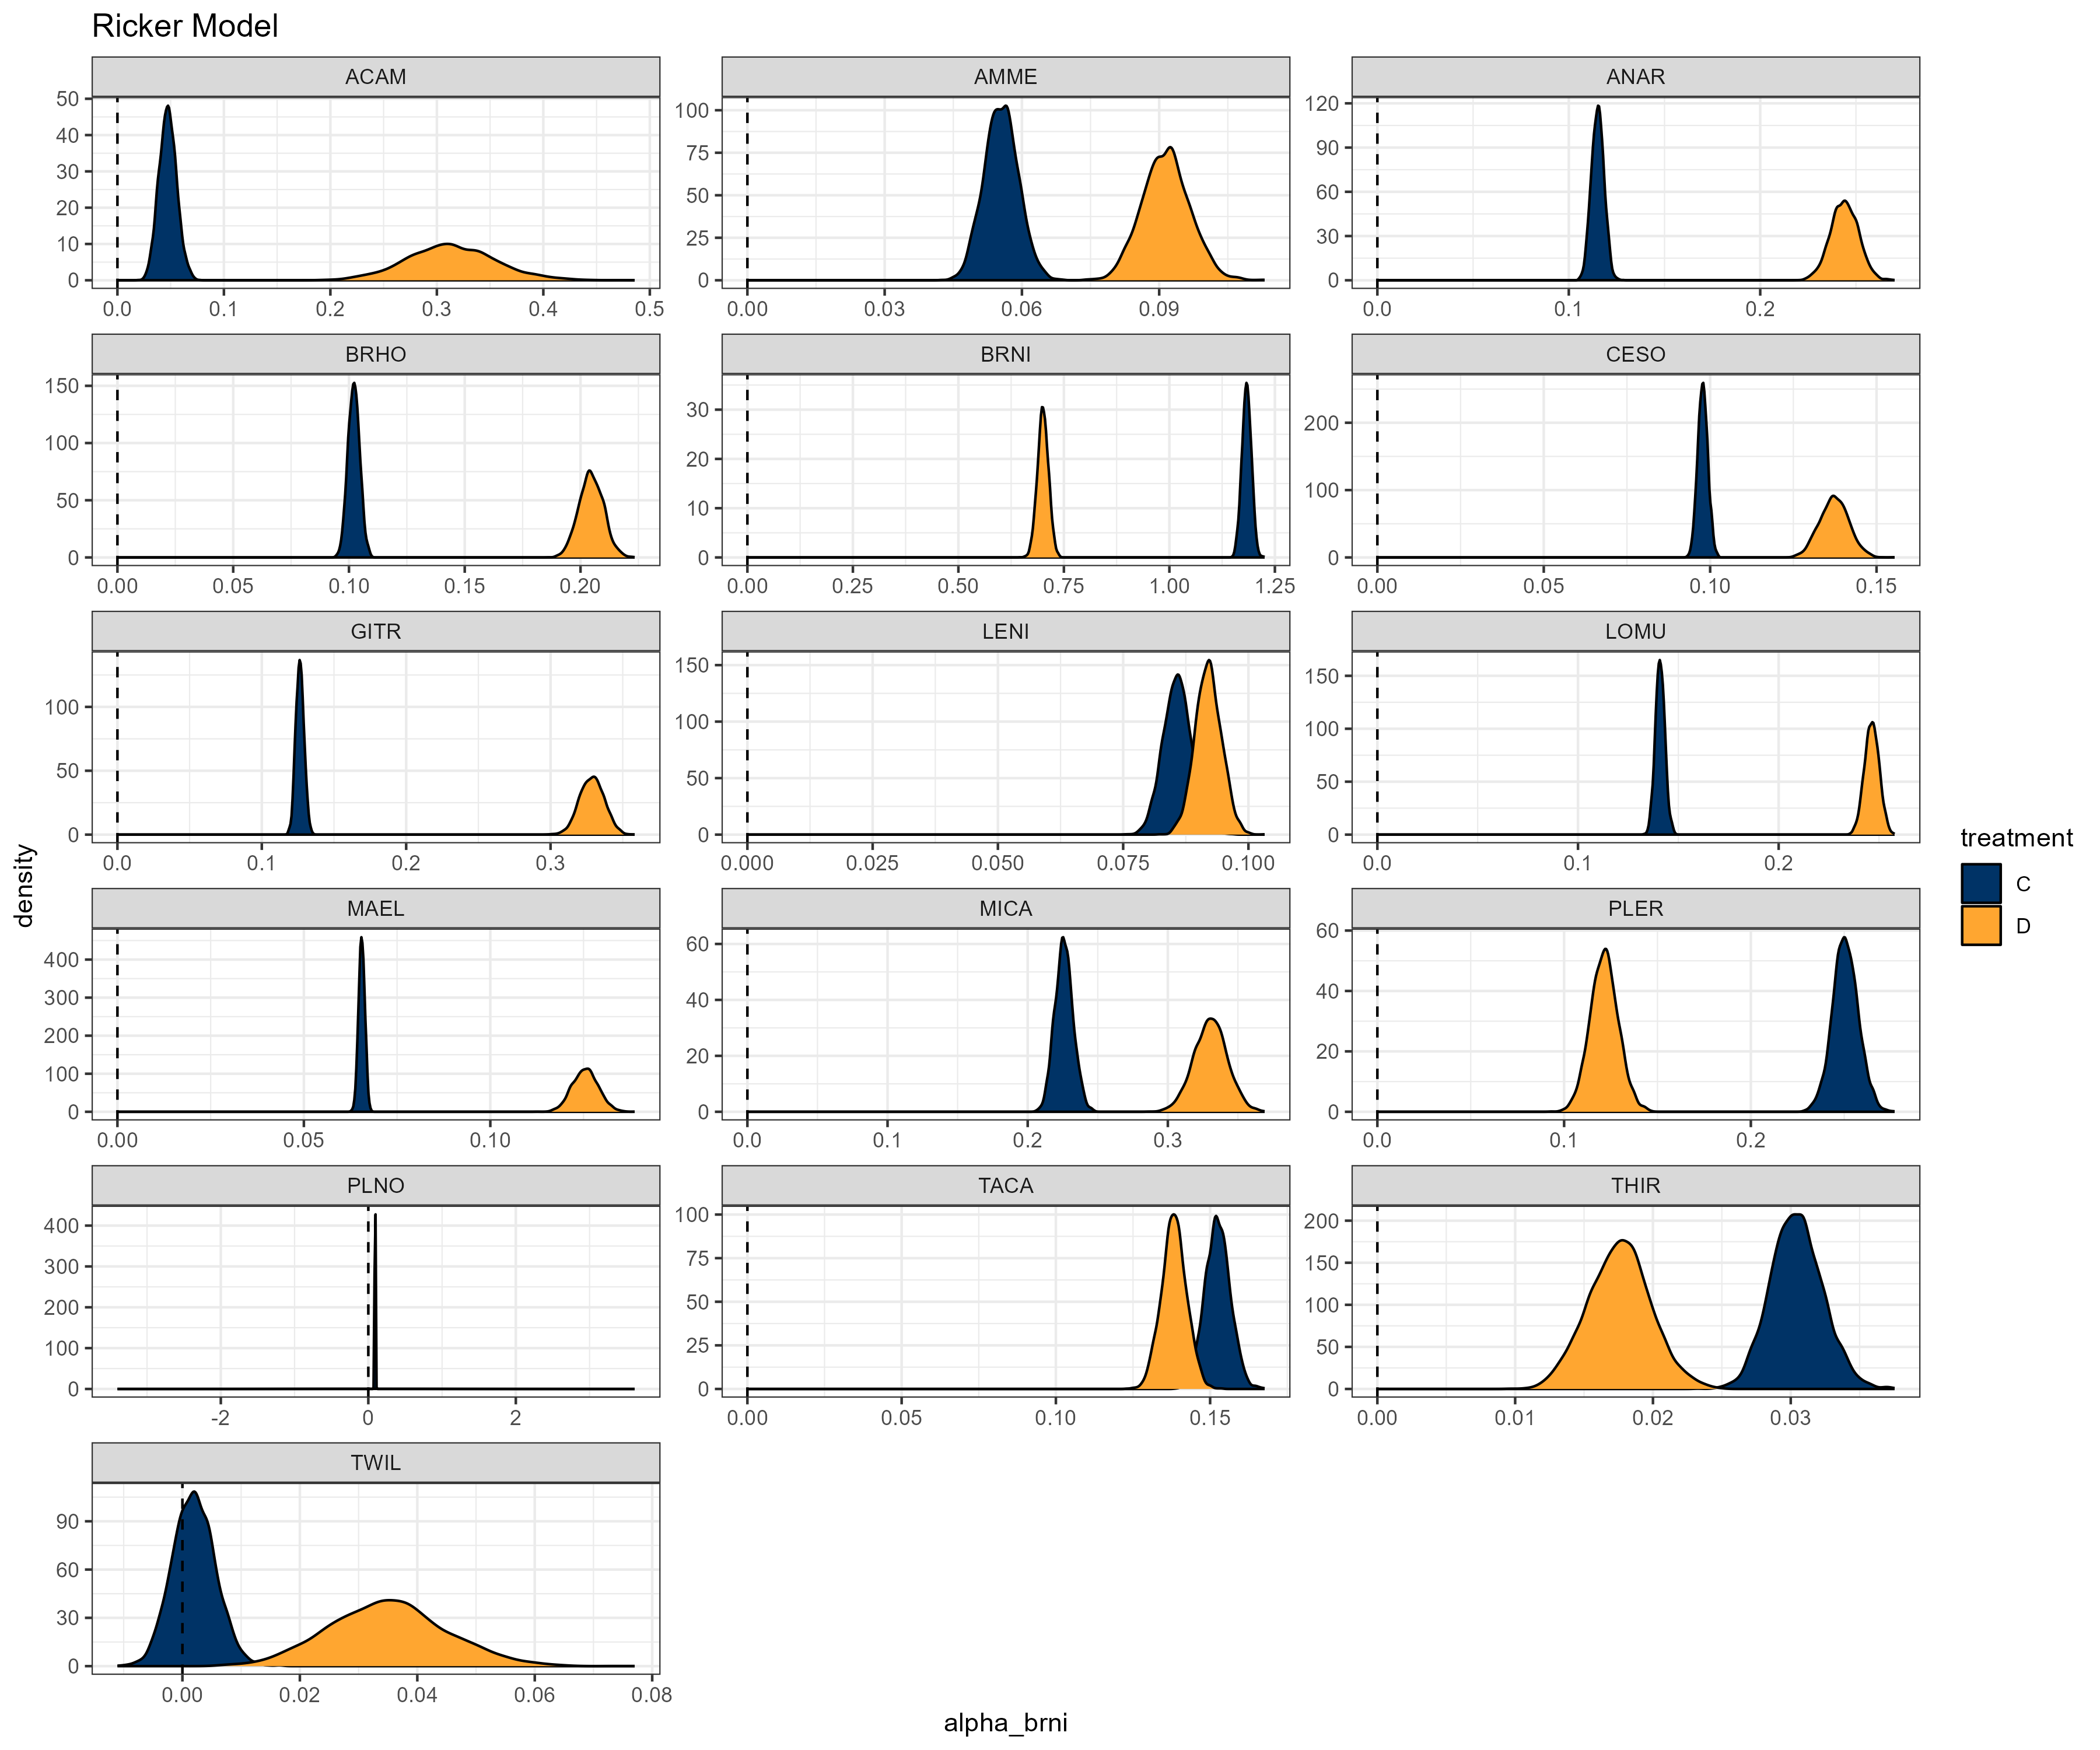 Ricker Model
ACAM AMME ANAR
50 40 30 20 10 0
100 75 50 25 0
120 90 60 30 0
0.0 0.1 0.2 0.3 0.4 0.5
0.00 0.03 0.06 0.09
0.0 0.1 0.2
BRHO BRNI CESO
150 100 50 0
30 20 10 0
200 100 0
0.00 0.05 0.10 0.15 0.20
0.00 0.25 0.50 0.75 1.00 1.25
0.00 0.05 0.10 0.15
GITR LENI LOMU
100 50 0
150 100 50 0
150 100 50 0
0.0 0.1 0.2 0.3
0.000 0.025 0.050 0.075 0.100
0.0 0.1 0.2
density
treatment
C
D
MAEL MICA PLER
400 300 200 100 0
60 40 20 0
60 40 20 0
0.00 0.05 0.10
0.0 0.1 0.2 0.3
0.0 0.1 0.2
PLNO TACA THIR
400 300 200 100 0
100 75 50 25 0
200 150 100 50 0
-2 0 2
0.00 0.05 0.10 0.15
0.00 0.01 0.02 0.03
TWIL
90 60 30 0
0.00 0.02 0.04 0.06 0.08
alpha_brni